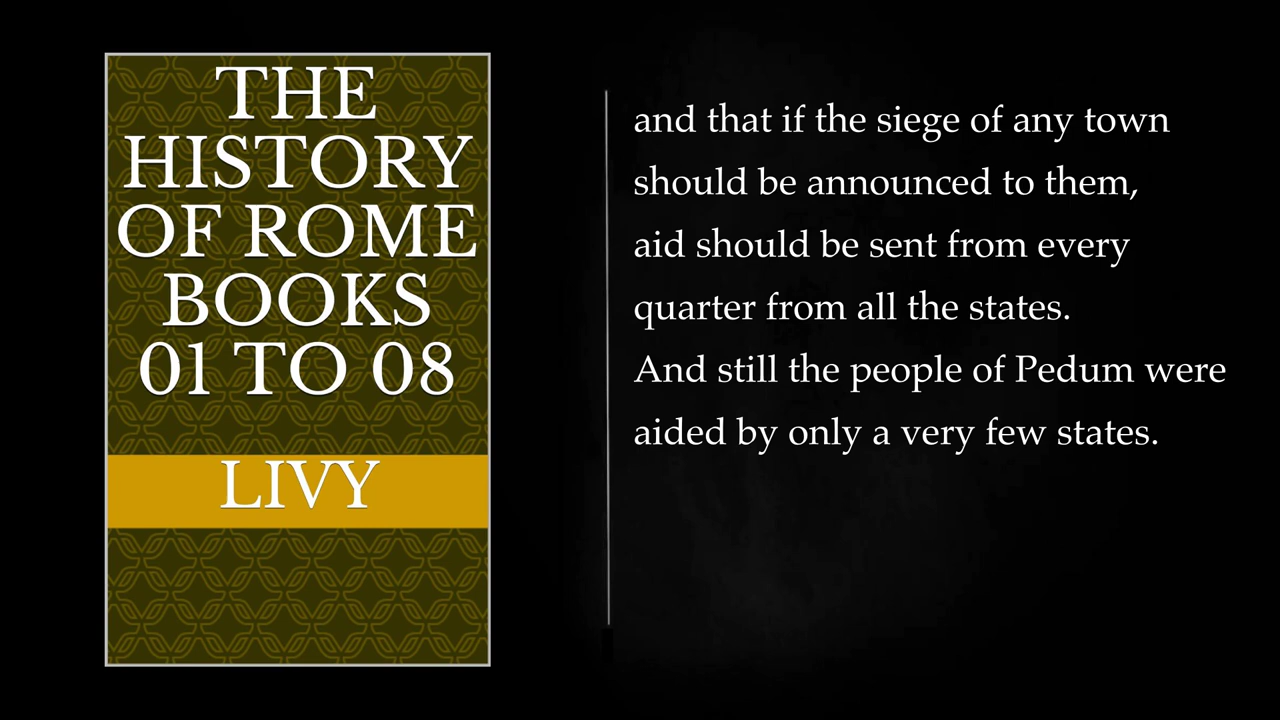 THE
HISTORY
OF ROME
BOOKS
01 TO 08
LIVY
and that if the siege of any town
should be announced to them,
aid should be sent from every
quarter from all the states.
And still the people of Pedum were
aided by only a very few states.